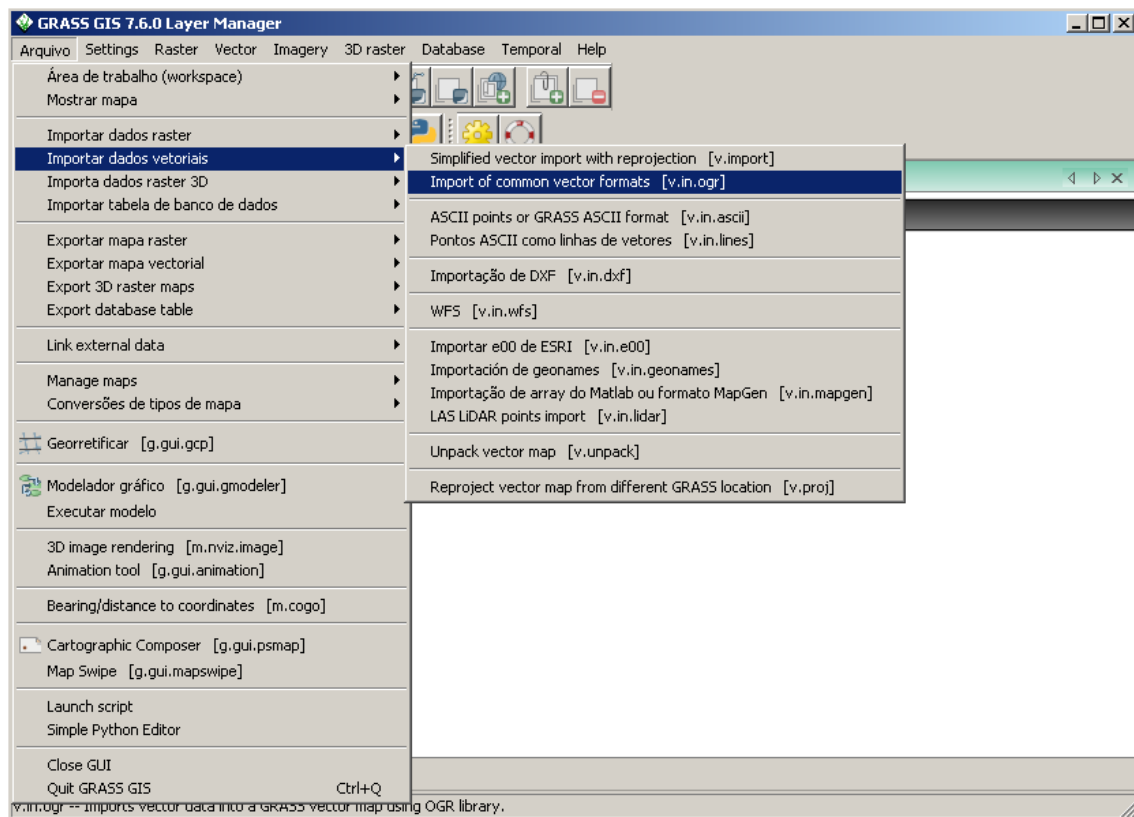 GRASS GIS 7.6.0 Layer Manager
Arquivo Settings Raster Vector Imagery 3D raster Database Temporal Help
Área de trabalho (workspace)
Mostrar mapa
Importar dados raster
Importar dados vetoriais
Importa dados raster 3D
Importar tabela de banco de dados
Exportar mapa raster
Exportar mapa vectorial
Export 3D raster maps
Export database table
Link external data
Manage maps
Conversões de tipos de mapa
Georretificar [g.gui.gcp]
Modelador gráfico [g.gui.gmodeler]
Executar modelo
3D image rendering [m.nviz.image]
Animation tool [g.gui.animation]
Bearing/distance to coordinates [m.cogo]
Cartographic Composer [g.gui.psmap]
Map Swipe [g.gui.mapswipe]
Launch script
Simple Python Editor
Close GUI
Quit GRASS GIS Ctrl+Q
Simplified vector import with reprojection [v.import]
Import of common vector formats [v.in.ogr]
ASCII points or GRASS ASCII format [v.in.ascii]
Pontos ASCII como linhas de vetores [v.in.lines]
Importação de DXF [v.in.dxf]
WFS [v.in.wfs]
Importar e00 de ESRI [v.in.e00]
Importación de geonames [v.in.geonames]
Importação de array do Matlab ou formato MapGen [v.in.mapgen]
LAS LiDAR points import [v.in.lidar]
Unpack vector map [v.unpack]
Reproject vector map from different GRASS location [v.proj]
v.in.ogr -- Imports vector data into a GRASS vector map using OGR library.